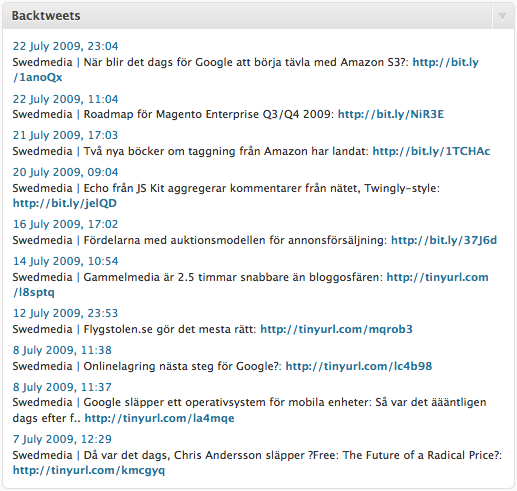 Backtweets
22 July 2009, 23:04
Swedmedia | När blir det dags för Google att börja tävla med Amazon S3?: http://bit.ly
/1anoQx
22 July 2009, 11:04
Swedmedia | Roadmap för Magento Enterprise Q3/Q4 2009: http://bit.ly/NiR3E
21 July 2009, 17:03
Swedmedia | Två nya böcker om taggning från Amazon har landat: http://bit.ly/1TCHAc
20 July 2009, 09:04
Swedmedia | Echo från JS Kit aggregerar kommentarer från nätet, Twingly-style:
http://bit.ly/jelQD
16 July 2009, 17:02
Swedmedia | Fördelarna med auktionsmodellen för annonsförsäljning: http://bit.ly/37J6d
14 July 2009, 10:54
Swedmedia | Gammelmedia är 2.5 timmar snabbare än bloggosfären: http://tinyurl.com
/l8sptq
12 July 2009, 23:53
Swedmedia | Flygstolen.se gör det mesta rätt: http://tinyurl.com/mqrob3
8 July 2009, 11:38
Swedmedia | Onlinelagring nästa steg för Google?: http://tinyurl.com/lc4b98
8 July 2009, 11:37
Swedmedia | Google släpper ett operativsystem för mobila enheter: Så var det äääntligen
dags efter f.. http://tinyurl.com/la4mqe
7 July 2009, 12:29
Swedmedia | Då var det dags, Chris Andersson släpper ?Free: The Future of a Radical Price?:
http://tinyurl.com/kmcgyq